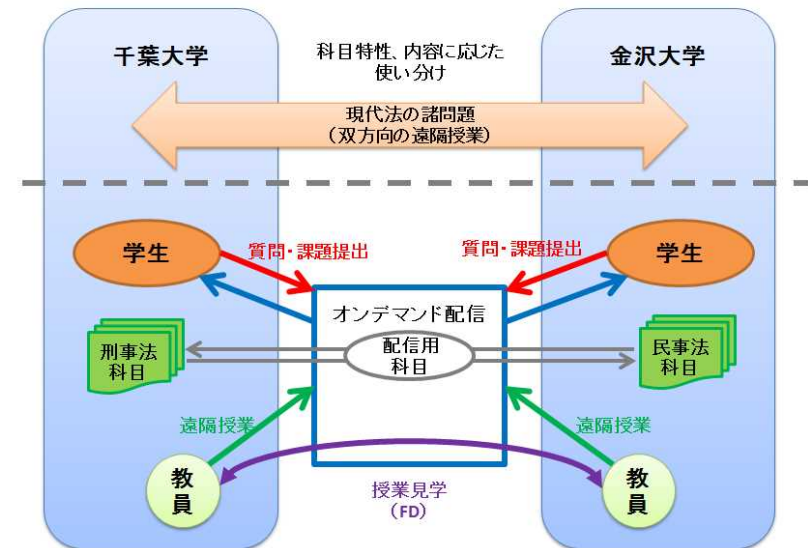 千葉大学
科目特性、内容に応じた
使い分け
金沢大学
現代法の諸問題
(双方向の遠隔授業)
学生
質問・課題提出
質問・課題提出
学生
オンデマンド配信
配信用
科目
刑事法
科目
民事法
科目
遠隔授業
遠隔授業
教
員
授業見学
(FD)
教
員